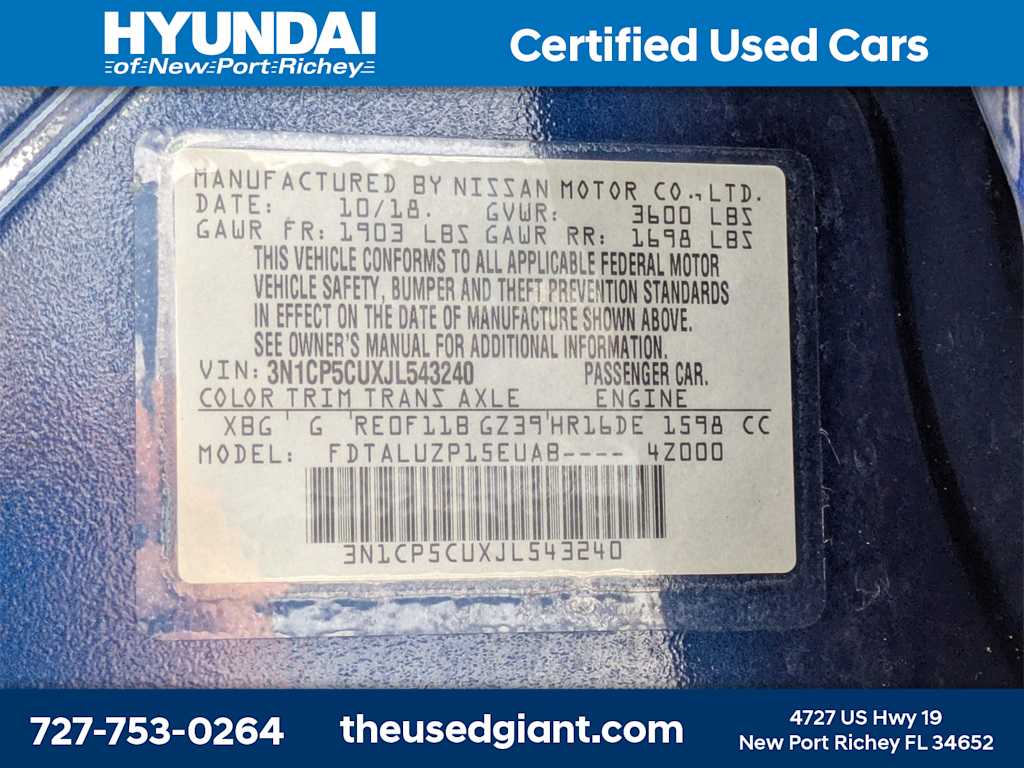 HYUNDAI
of New Port Richey
Certified Used Cars
MANUFACTURED BY NISSAN MOTOR CO., LTD.
DATE: 10/18. GVWR: 3600 LBS
GAWR FR: 1903 LBS GAWR RR: 1698 LBS
THIS VEHICLE CONFORMS TO ALL APPLICABLE FEDERAL MOTOR
VEHICLE SAFETY, BUMPER AND THEFT PREVENTION STANDARDS
IN EFFECT ON THE DATE OF MANUFACTURE SHOWN ABOVE.
SEE OWNER'S MANUAL FOR ADDITIONAL INFORMATION.
VIN: 3N1CP5CUXJL543240 PASSENGER CAR.
COLOR TRIM TRANS AXLE ENGINE
XBG G RE0F11B GZ39 HR16DE 1598 CC
MODEL: FDTALUZP15EUA8---- 4Z000
3N1CP5CUXJL543240
727-753-0264
theusedgiant.com
4727 US Hwy 19
New Port Richey FL 34652